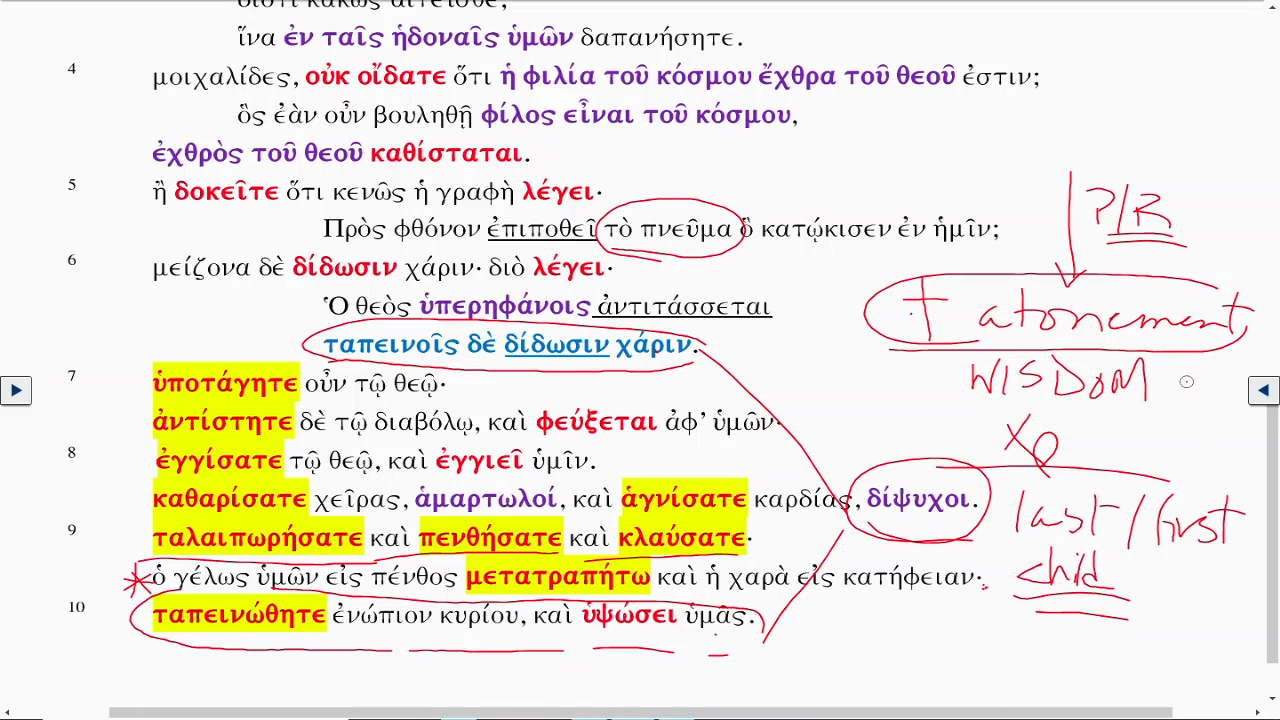 διότι κακῶς αἰτεῖσθε,
ἵνα ἐν ταῖς ἡδοναῖς ὑμῶν δαπανήσητε.
4 μοιχαλίδες, οὐκ οἴδατε ὅτι ἡ φιλία τοῦ κόσμου ἔχθρα τοῦ θεοῦ ἐστιν;
ὃς ἐὰν οὖν βουληθῇ φίλος εἶναι τοῦ κόσμου,
ἐχθρὸς τοῦ θεοῦ καθίσταται.
5 ἢ δοκεῖτε ὅτι κενῶς ἡ γραφὴ λέγει·
Πρὸς φθόνον ἐπιποθεῖ τὸ πνεῦμα ὃ κατῴκισεν ἐν ἡμῖν;
6 μείζονα δὲ δίδωσιν χάριν· διὸ λέγει·
Ὁ θεὸς ὑπερηφάνοις ἀντιτάσσεται
ταπεινοῖς δὲ δίδωσιν χάριν.
7 ὑποτάγητε οὖν τῷ θεῷ·
ἀντίστητε δὲ τῷ διαβόλῳ, καὶ φεύξεται ἀφ’ ὑμῶν·
8 ἐγγίσατε τῷ θεῷ, καὶ ἐγγιεῖ ὑμῖν.
καθαρίσατε χεῖρας, ἁμαρτωλοί, καὶ ἁγνίσατε καρδίας, δίψυχοι.
9 ταλαιπωρήσατε καὶ πενθήσατε καὶ κλαύσατε·
ὁ γέλως ὑμῶν εἰς πένθος μετατραπήτω καὶ ἡ χαρὰ εἰς κατήφειαν·
10 ταπεινώθητε ἐνώπιον κυρίου, καὶ ὑψώσει ὑμᾶς.
P/R
atonement
WISDOM
last/first
child